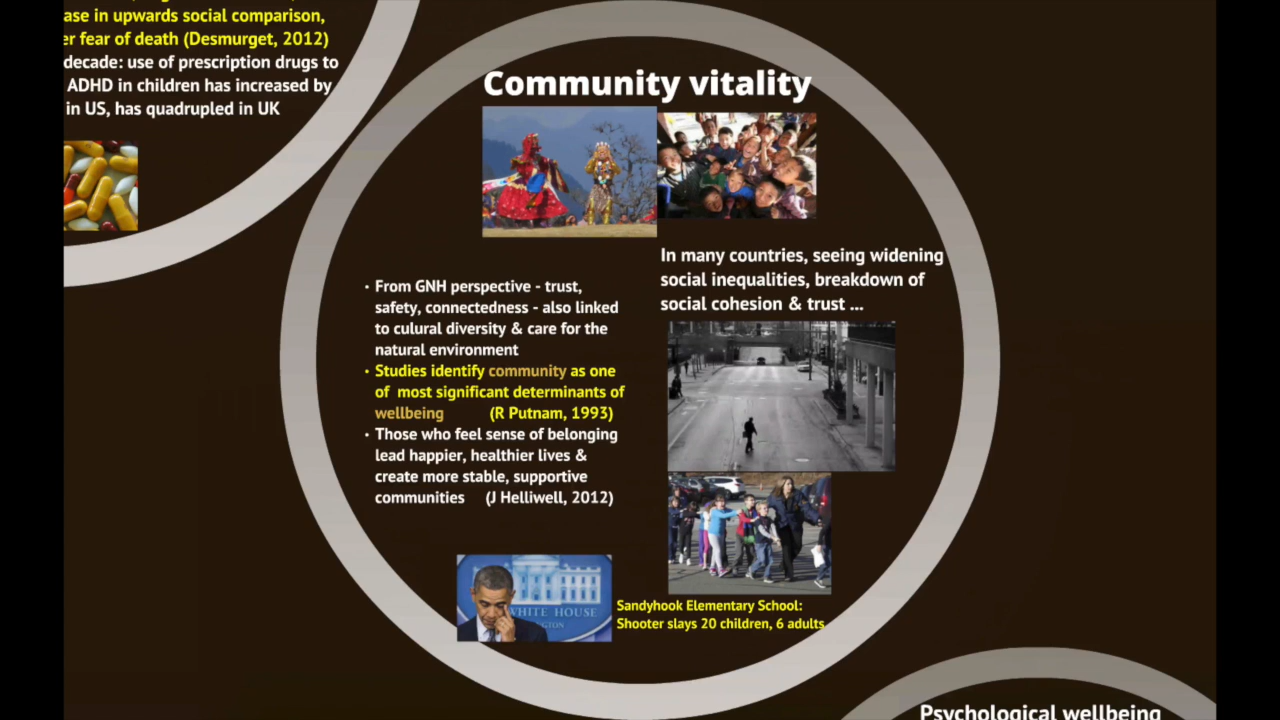 ase in upwards social comparison,
er fear of death (Desmurget, 2012)
decade: use of prescription drugs to
ADHD in children has increased by
in US, has quadrupled in UK
Community vitality
In many countries, seeing widening
social inequalities, breakdown of
social cohesion & trust ...
· From GNH perspective - trust,
safety, connectedness - also linked
to culural diversity & care for the
natural environment
· Studies identify community as one
of most significant determinants of
wellbeing (R Putnam, 1993)
· Those who feel sense of belonging
lead happier, healthier lives &
create more stable, supportive
communities (J Helliwell, 2012)
WHITE HOUSE
Sandyhook Elementary School:
Shooter slays 20 children, 6 adults
Psychological wellbeing